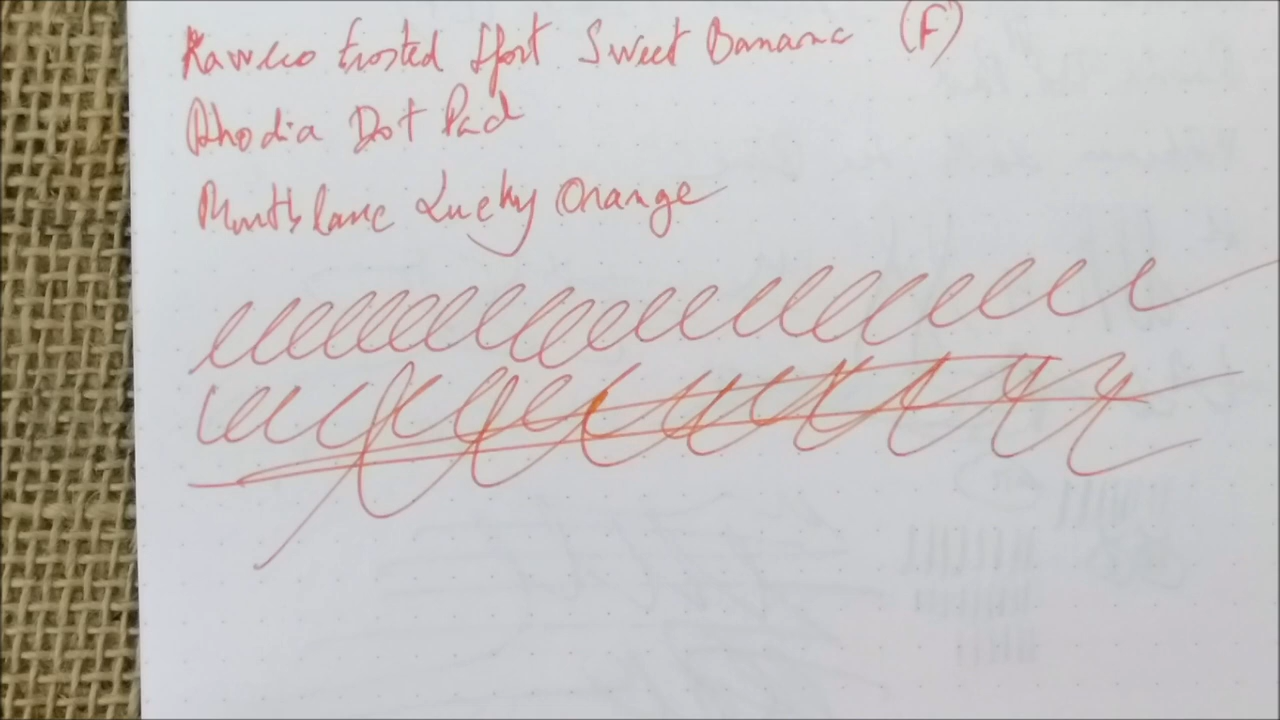 Kaweco Frosted Sport Sweet Banana (F)
Rhodia Dot Pad
Montblanc Lucky Orange